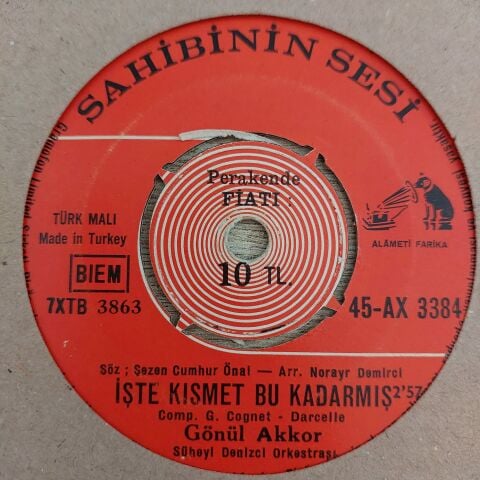 SAHİBİNİN SESİ
Perakende
FİATI :
10 TL.
TÜRK MALI
Made in Turkey
BIEM
7XTB 3863
ALÂMETİ FARİKA
45-AX 3384
Söz ; Şezen Cumhur Önal — Arr. Norayr Demirci
İŞTE KISMET BU KADARMIŞ 2'57
Comp. G. Cognet - Darcelle
Gönül Akkor
Süheyl Denizci Orkestrası